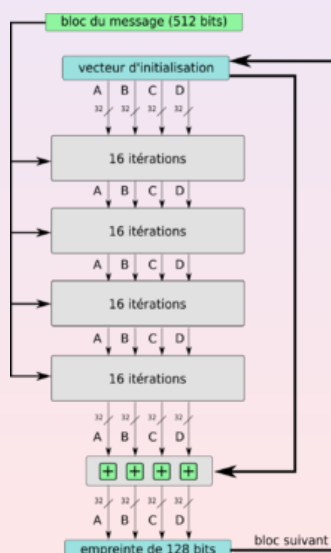 bloc du message (512 bits)
vecteur d'initialisation
A B C D
32 32 32 32
16 itérations
A B C D
16 itérations
A B C D
16 itérations
A B C D
16 itérations
32 32 32 32
A B C D
+ + + +
32 32 32 32
A B C D
bloc suivant
empreinte de 128 bits